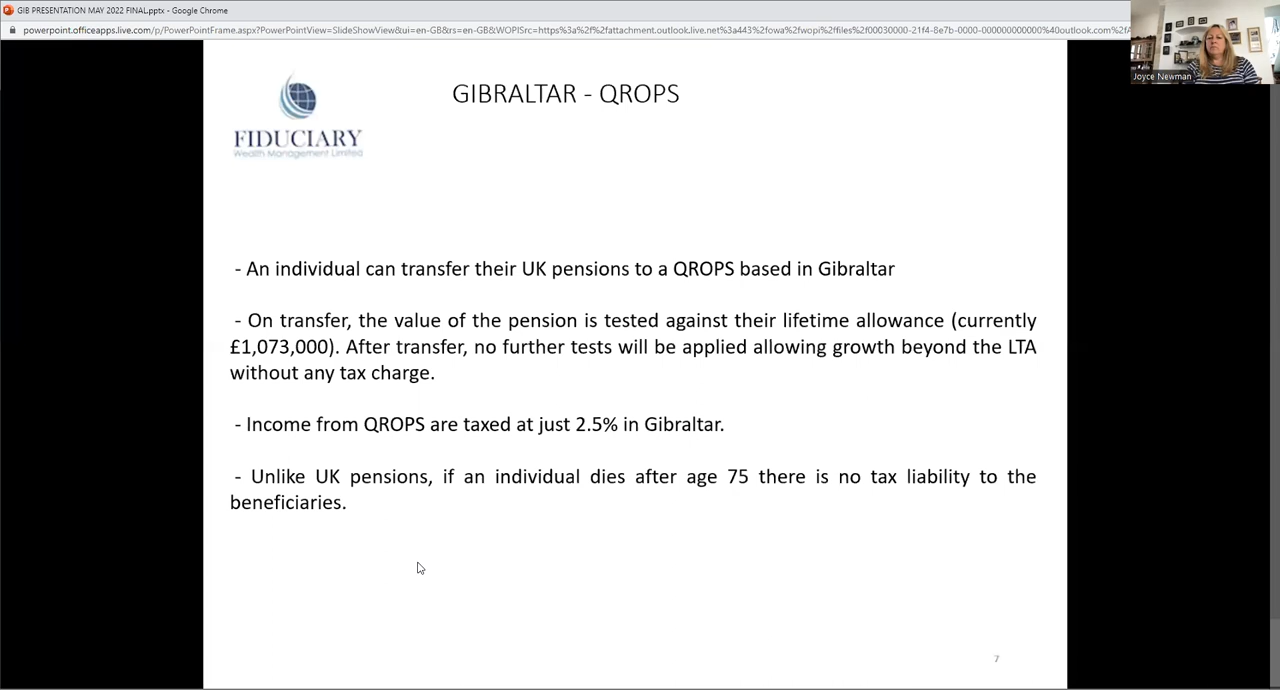 GIB PRESENTATION MAY 2022 FINAL.pptx - Google Chrome
powerpoint.officeapps.live.com/p/PowerPointFrame.aspx?PowerPointView=SlideShowView&ui=en-GB&rs=en-GB&WOPISrc=https%3a%2f%2fattachment.outlook.live.net%3a443%2fowa%2fwopi%2ffiles%2f00030000-21f4-8e7b-0000-000000000000%40outlook.com%2f
Joyce Newman
GIBRALTAR - QROPS
FIDUCIARY
Wealth Management Limited
- An individual can transfer their UK pensions to a QROPS based in Gibraltar
- On transfer, the value of the pension is tested against their lifetime allowance (currently
£1,073,000). After transfer, no further tests will be applied allowing growth beyond the LTA
without any tax charge.
- Income from QROPS are taxed at just 2.5% in Gibraltar.
- Unlike UK pensions, if an individual dies after age 75 there is no tax liability to the
beneficiaries.
7